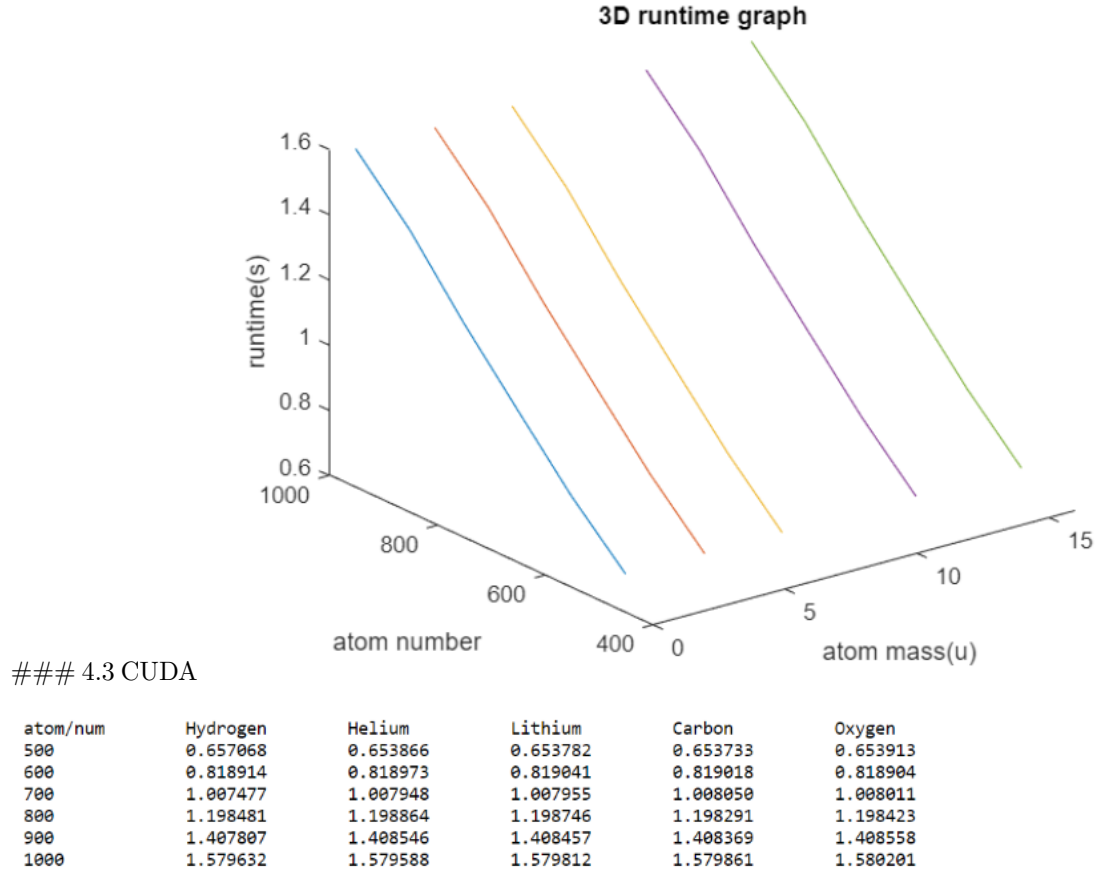 3D runtime graph
1.6
1.4
1.2
1
0.8
0.6
runtime(s)
1000
800
600
400
atom number
0
5
10
15
atom mass(u)
### 4.3 CUDA
atom/num Hydrogen Helium Lithium Carbon Oxygen
500 0.657068 0.653866 0.653782 0.653733 0.653913
600 0.818914 0.818973 0.819041 0.819018 0.818904
700 1.007477 1.007948 1.007955 1.008050 1.008011
800 1.198481 1.198864 1.198746 1.198291 1.198423
900 1.407807 1.408546 1.408457 1.408369 1.408558
1000 1.579632 1.579588 1.579812 1.579861 1.580201